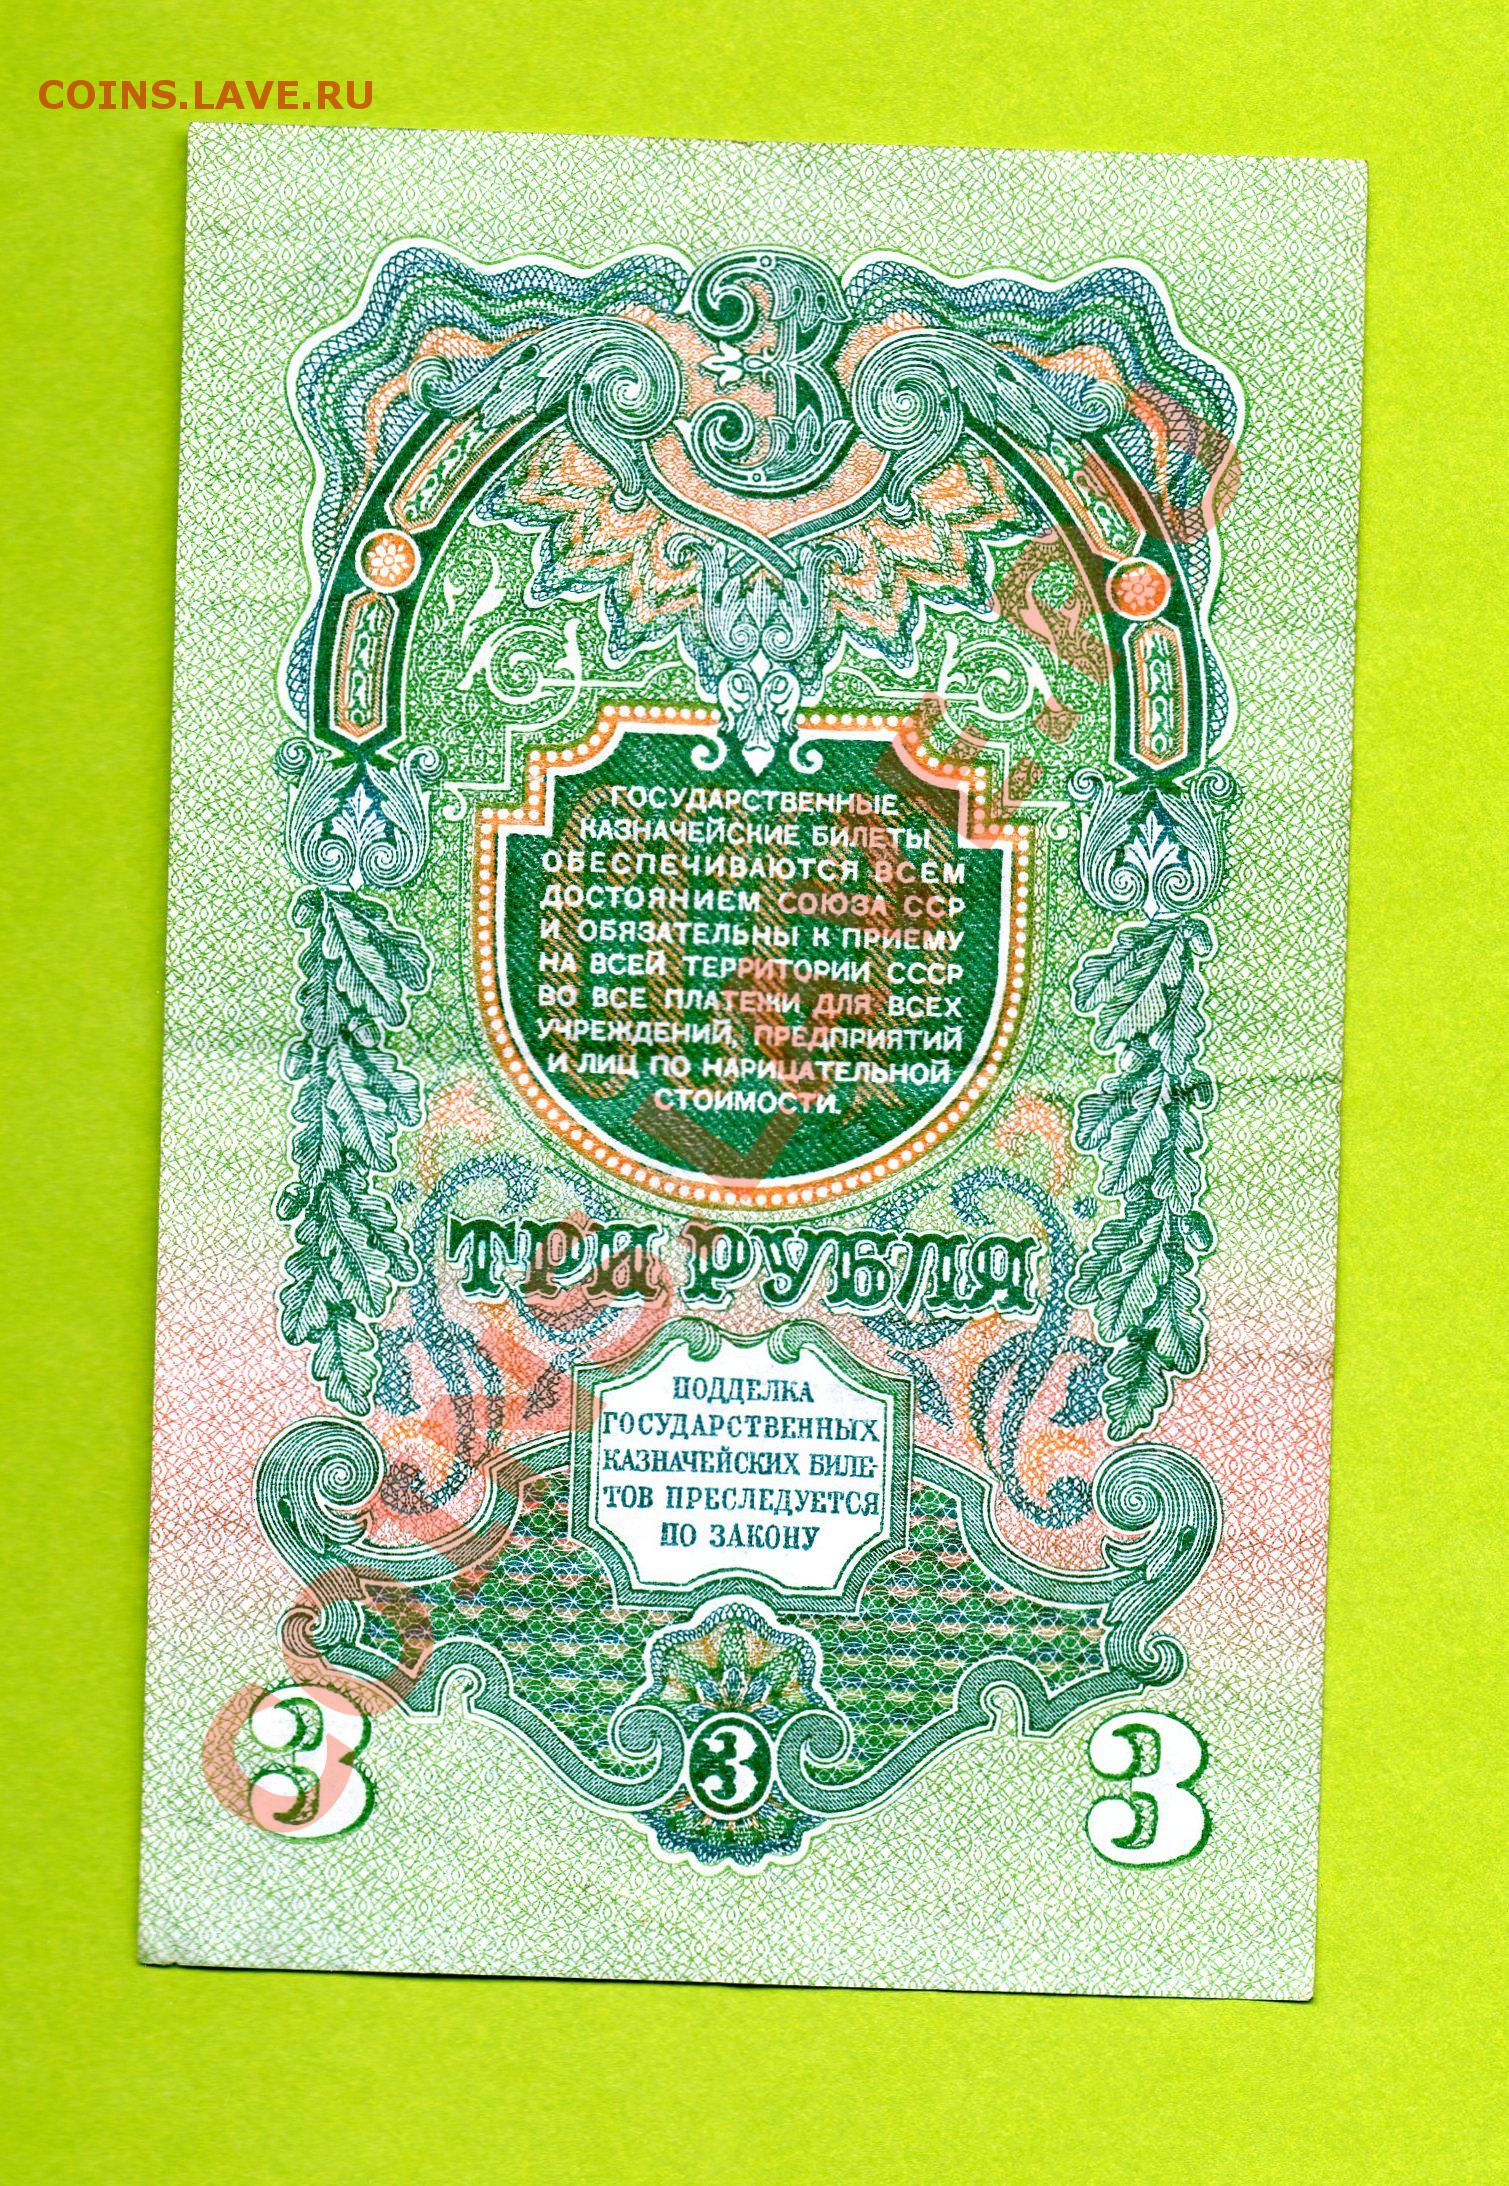 COINS.LAVE.RU
3
ГОСУДАРСТВЕННЫЕ
КАЗНАЧЕЙСКИЕ БИЛЕТЫ
ОБЕСПЕЧИВАЮТСЯ ВСЕМ
ДОСТОЯНИЕМ СОЮЗА ССР
И ОБЯЗАТЕЛЬНЫ К ПРИЕМУ
НА ВСЕЙ ТЕРРИТОРИИ СССР
ВО ВСЕ ПЛАТЕЖИ ДЛЯ ВСЕХ
УЧРЕЖДЕНИЙ, ПРЕДПРИЯТИЙ
И ЛИЦ ПО НАРИЦАТЕЛЬНОЙ
СТОИМОСТИ.
ТРИ РУБЛЯ
ПОДДЕЛКА
ГОСУДАРСТВЕННЫХ
КАЗНАЧЕЙСКИХ БИЛЕ-
ТОВ ПРЕСЛЕДУЕТСЯ
ПО ЗАКОНУ
3 3 3